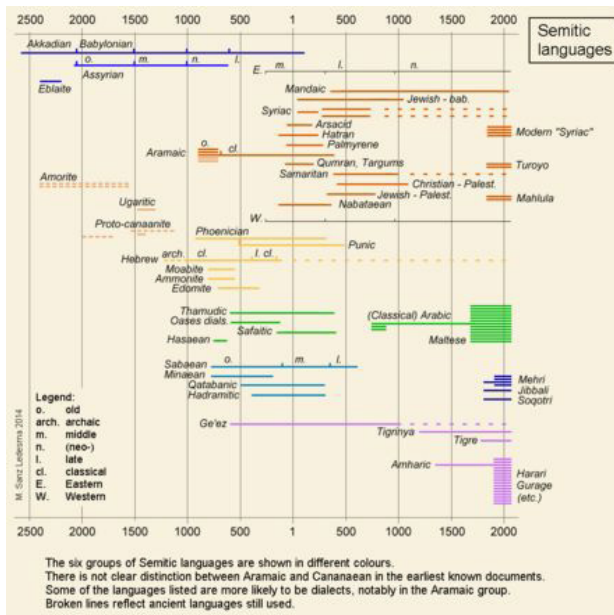 Semitic
languages
2500 2000 1500 1000 500 1 500 1000 1500 2000
Akkadian Babylonian
o. m. n. l.
Assyrian
E. m. l. n.
Eblaite
Mandaic
Jewish - bab.
Syriac
Arsacid
Modern "Syriac"
Hatran
Palmyrene
Aramaic o. cl.
Qumran, Targums
Turoyo
Samaritan
Amorite
Christian - Palest.
Jewish - Palest.
Mahlula
Ugaritic
Nabataean
Proto-canaanite
W.
Phoenician
Punic
Hebrew arch. cl. l. cl.
Moabite
Ammonite
Edomite
Thamudic
(Classical) Arabic
Oases dials.
Safaitic
Hasaean
Maltese
Sabaean o. m. l.
Minaean
Mehri
Qatabanic
Jibbali
Hadramitic
Soqotri
Legend:
o. old
arch. archaic
m. middle
n. (neo-)
l. late
cl. classical
E. Eastern
W. Western
M. Sanz Ledesma 2014
Ge'ez
Tigrinya
Tigre
Amharic
Harari
Gurage
(etc.)
2500 2000 1500 1000 500 1 500 1000 1500 2000
The six groups of Semitic languages are shown in different colours.
There is not clear distinction between Aramaic and Cananaean in the earliest known documents.
Some of the languages listed are more likely to be dialects, notably in the Aramaic group.
Broken lines reflect ancient languages still used.